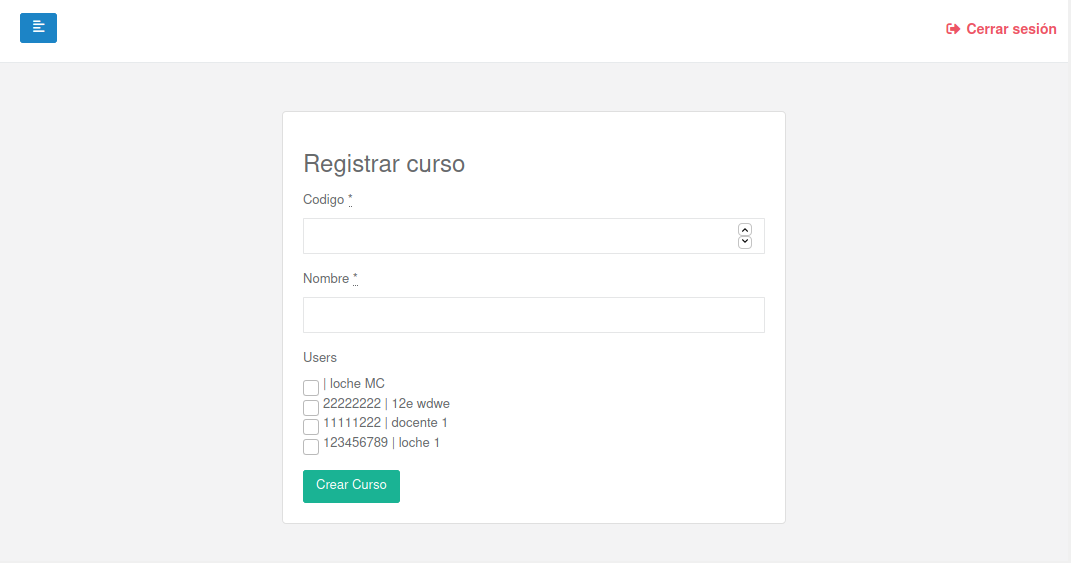 Cerrar sesión
Registrar curso
Codigo *
Nombre *
Users
| loche MC
22222222 | 12e wdwe
11111222 | docente 1
123456789 | loche 1
Crear Curso